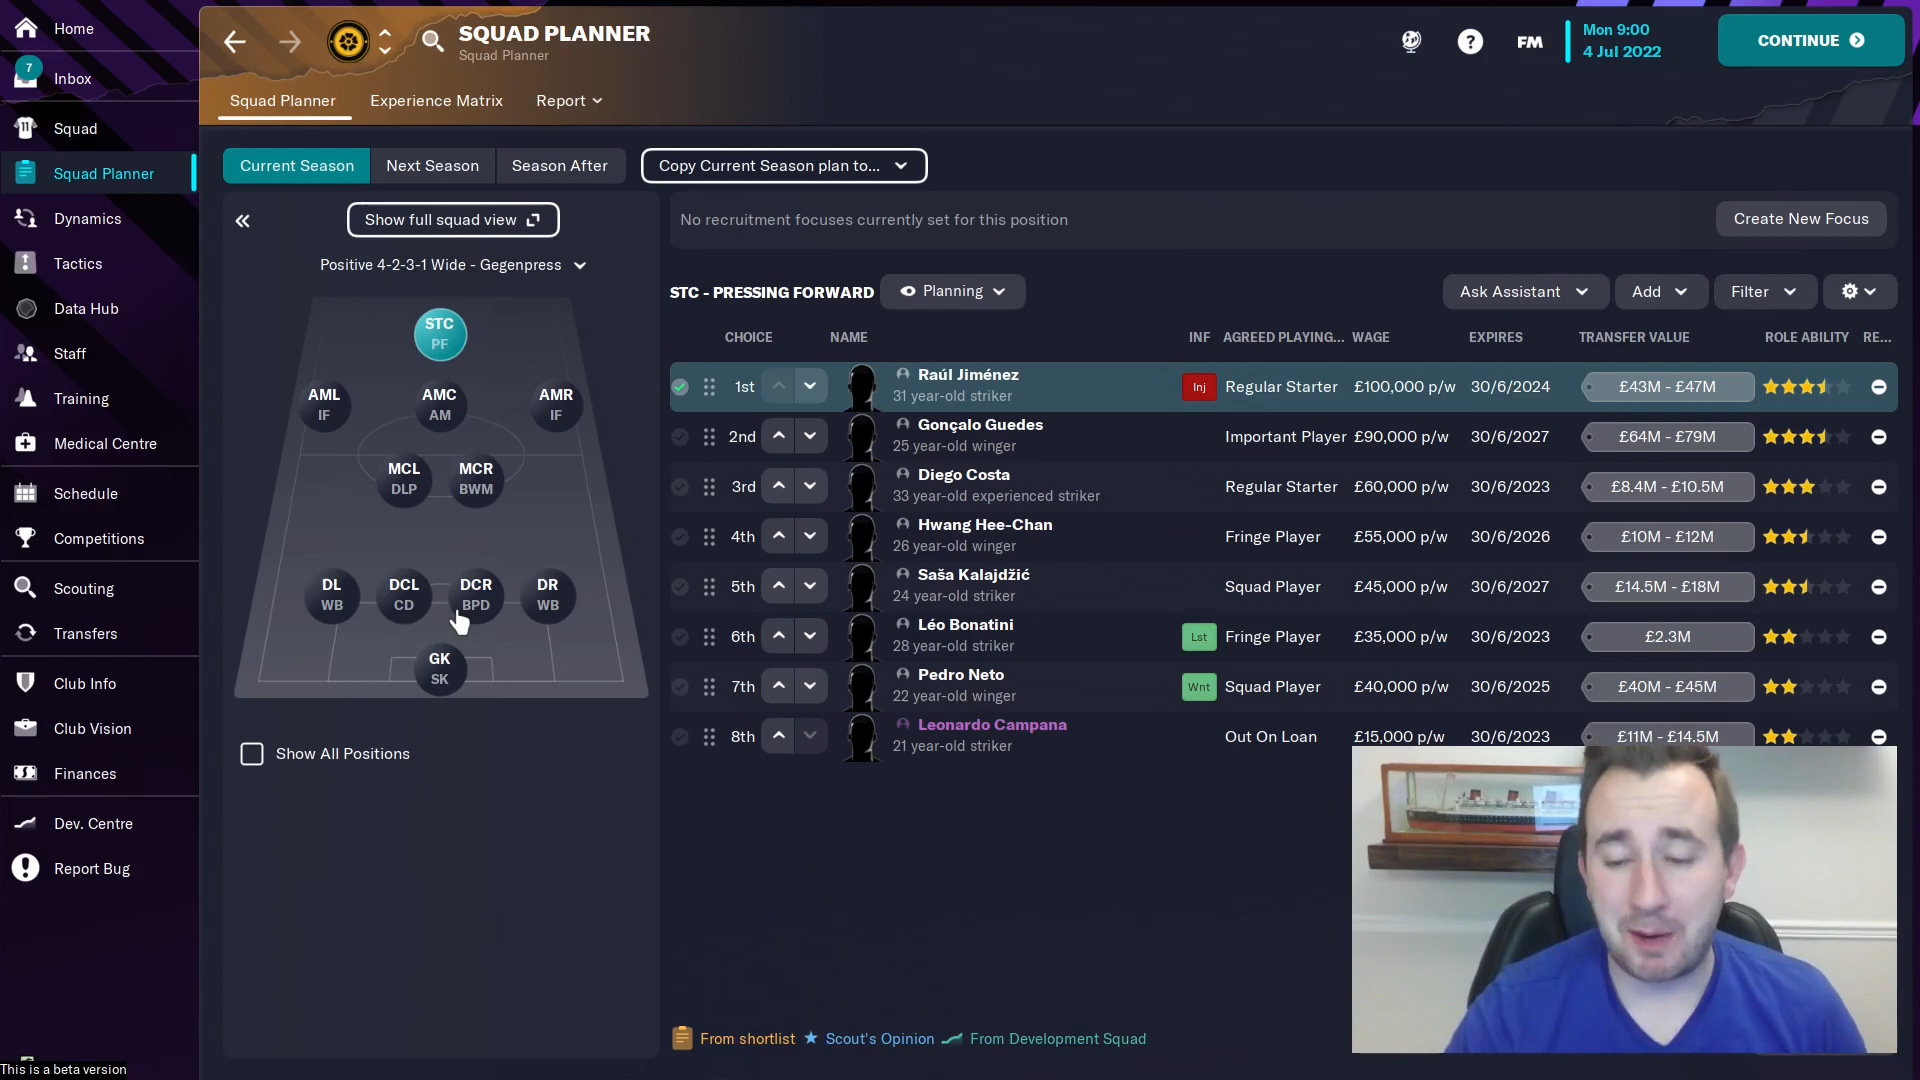 Home
7
Inbox
Squad
Squad Planner
Dynamics
Tactics
Data Hub
Staff
Training
Medical Centre
Schedule
Competitions
Scouting
Transfers
Club Info
Club Vision
Finances
Dev. Centre
Report Bug
This is a beta version
SQUAD PLANNER
Squad Planner
FM
Mon 9:00
4 Jul 2022
CONTINUE
Squad Planner Experience Matrix Report
Current Season Next Season Season After Copy Current Season plan to...
Show full squad view
Positive 4-2-3-1 Wide - Gegenpress
STC
PF
AML AMC AMR
IF AM IF
MCL MCR
DLP BWM
DL DCL DCR DR
WB CD BPD WB
GK
SK
Show All Positions
No recruitment focuses currently set for this position Create New Focus
STC - PRESSING FORWARD Planning Ask Assistant Add Filter
CHOICE NAME INF AGREED PLAYING... WAGE EXPIRES TRANSFER VALUE ROLE ABILITY RE...
1st Raúl Jiménez Inj Regular Starter £100,000 p/w 30/6/2024 £43M - £47M
31 year-old striker
2nd Gonçalo Guedes Important Player £90,000 p/w 30/6/2027 £64M - £79M
25 year-old winger
3rd Diego Costa Regular Starter £60,000 p/w 30/6/2023 £8.4M - £10.5M
33 year-old experienced striker
4th Hwang Hee-Chan Fringe Player £55,000 p/w 30/6/2026 £10M - £12M
26 year-old winger
5th Saša Kalajdžić Squad Player £45,000 p/w 30/6/2027 £14.5M - £18M
24 year-old striker
6th Léo Bonatini Lst Fringe Player £35,000 p/w 30/6/2023 £2.3M
28 year-old striker
7th Pedro Neto Wnt Squad Player £40,000 p/w 30/6/2025 £40M - £45M
22 year-old winger
8th Leonardo Campana Out On Loan £15,000 p/w 30/6/2023 £11M - £14.5M
21 year-old striker
From shortlist Scout's Opinion From Development Squad